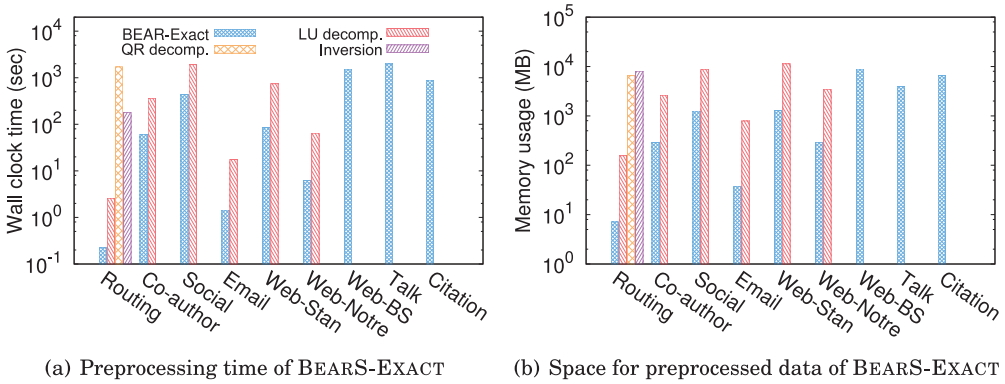 Wall clock time (sec)
10^4
10^3
10^2
10^1
10^0
10^-1
BEAR-Exact
QR decomp.
LU decomp.
Inversion
Routing
Co-author
Social
Email
Web-Stan
Web-Notre
Web-BS
Talk
Citation
(a) Preprocessing time of BEARS-EXACT
Memory usage (MB)
10^5
10^4
10^3
10^2
10^1
10^0
Routing
Co-author
Social
Email
Web-Stan
Web-Notre
Web-BS
Talk
Citation
(b) Space for preprocessed data of BEARS-EXACT